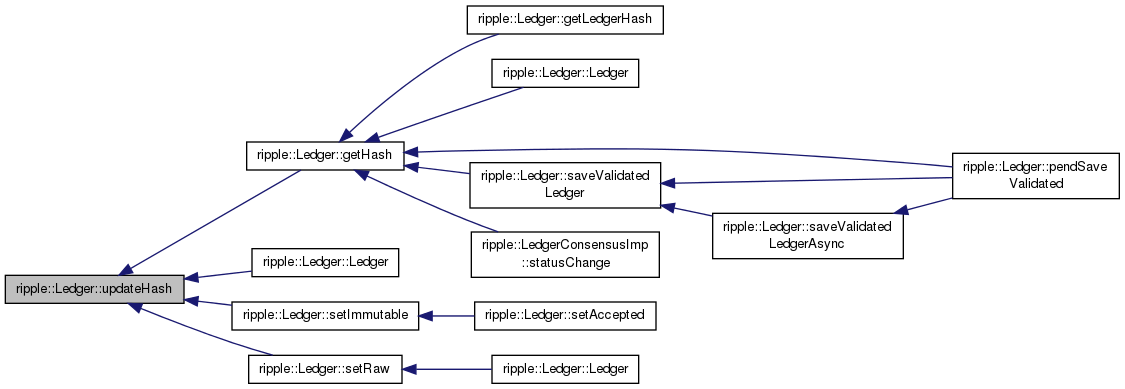 ripple::Ledger::getLedgerHash
ripple::Ledger::Ledger
ripple::Ledger::getHash
ripple::Ledger::pendSave
Validated
ripple::Ledger::saveValidated
Ledger
ripple::Ledger::saveValidated
LedgerAsync
ripple::LedgerConsensusImp
::statusChange
ripple::Ledger::Ledger
ripple::Ledger::updateHash
ripple::Ledger::setImmutable
ripple::Ledger::setAccepted
ripple::Ledger::setRaw
ripple::Ledger::Ledger